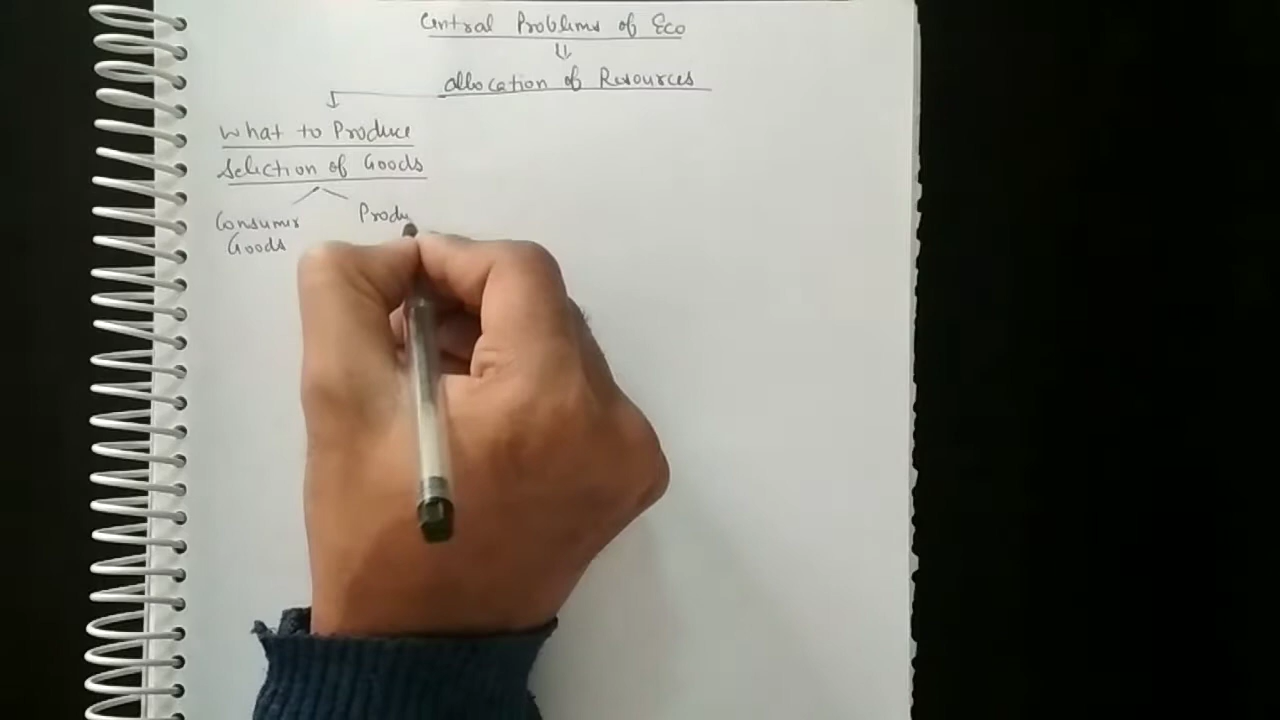 Central Problems of Eco
allocation of Resources
What to Produce
Selection of Goods
Consumer
Goods
Produ